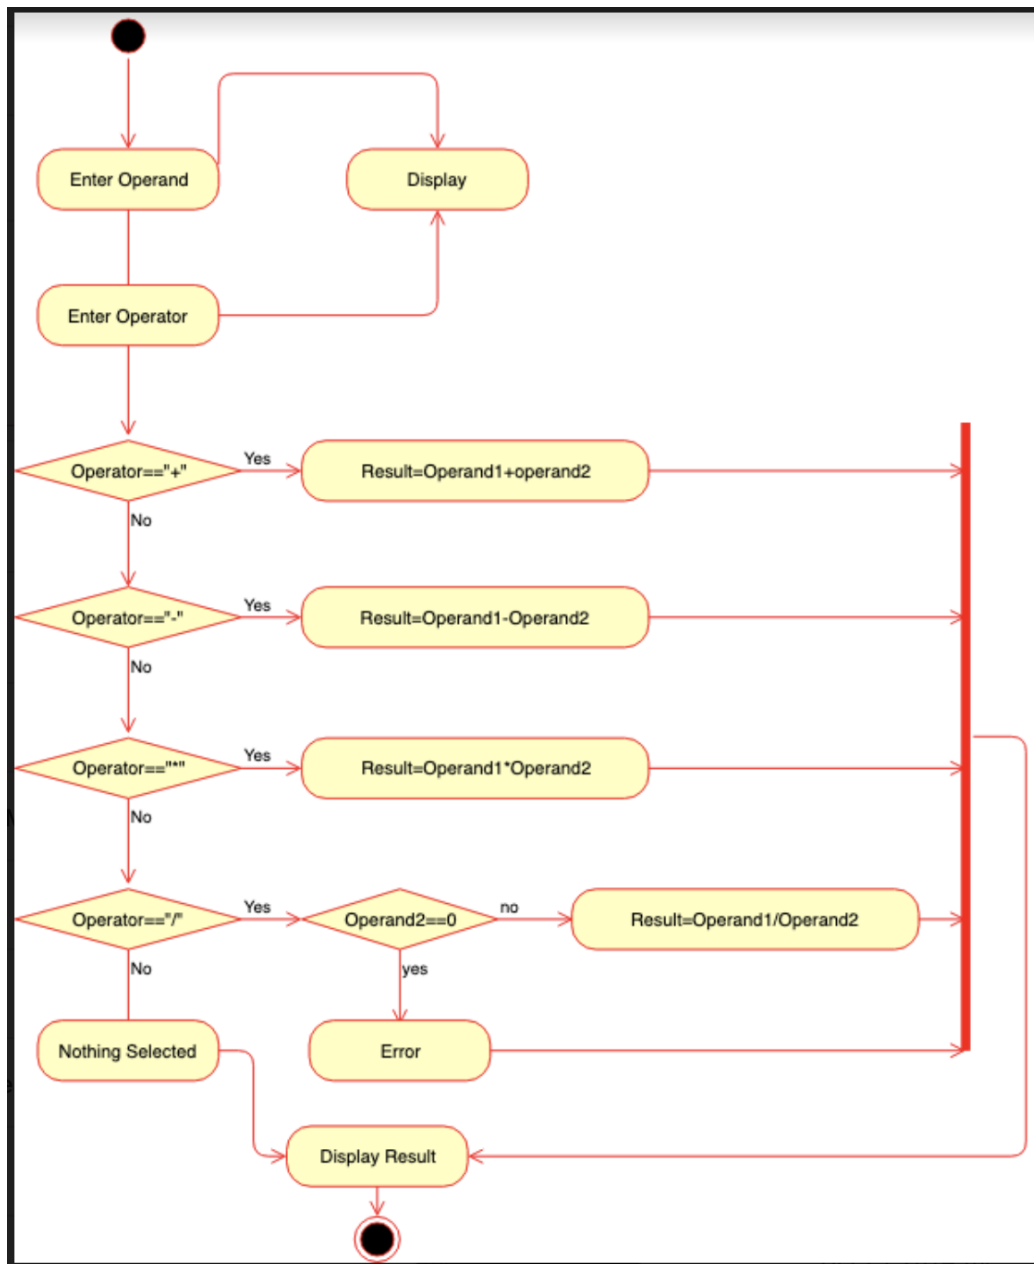 Enter Operand
Display
Enter Operator
Operator=="+"
Yes
Result=Operand1+operand2
No
Operator=="-"
Yes
Result=Operand1-Operand2
No
Operator=="*"
Yes
Result=Operand1*Operand2
No
Operator=="/"
Yes
Operand2==0
no
Result=Operand1/Operand2
No
yes
Nothing Selected
Error
Display Result